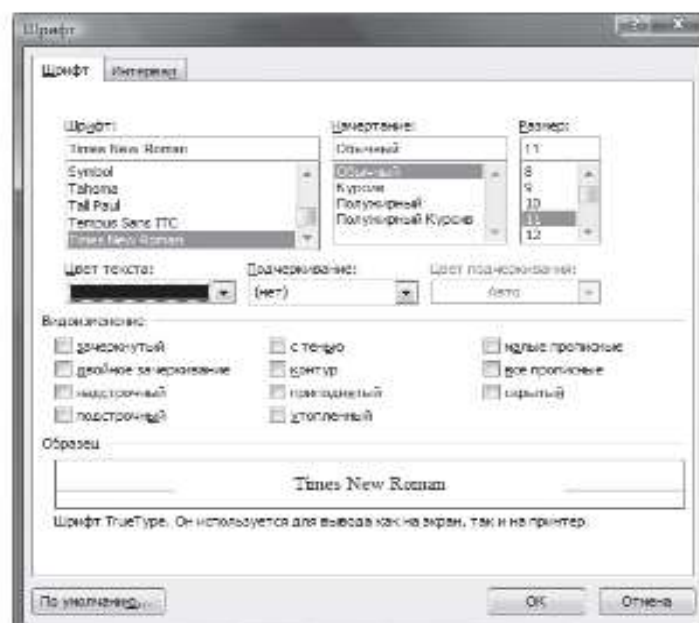 Шрифт
Шрифт Интервал
Шрифт: Начертание: Размер:
Times New Roman Обычный 11
Symbol Обычный 8
Tahoma Курсив 9
Tall Paul Полужирный 10
Tempus Sans ITC Полужирный Курсив 11
Times New Roman 12
Цвет текста: Подчеркивание: Цвет подчеркивания:
(нет) Авто
Видоизменение
зачеркнутый с тенью малые прописные
двойное зачеркивание контур все прописные
надстрочный приподнятый скрытый
подстрочный утопленный
Образец
Times New Roman
Шрифт TrueType. Он используется для вывода как на экран, так и на принтер.
По умолчанию... ОК Отмена